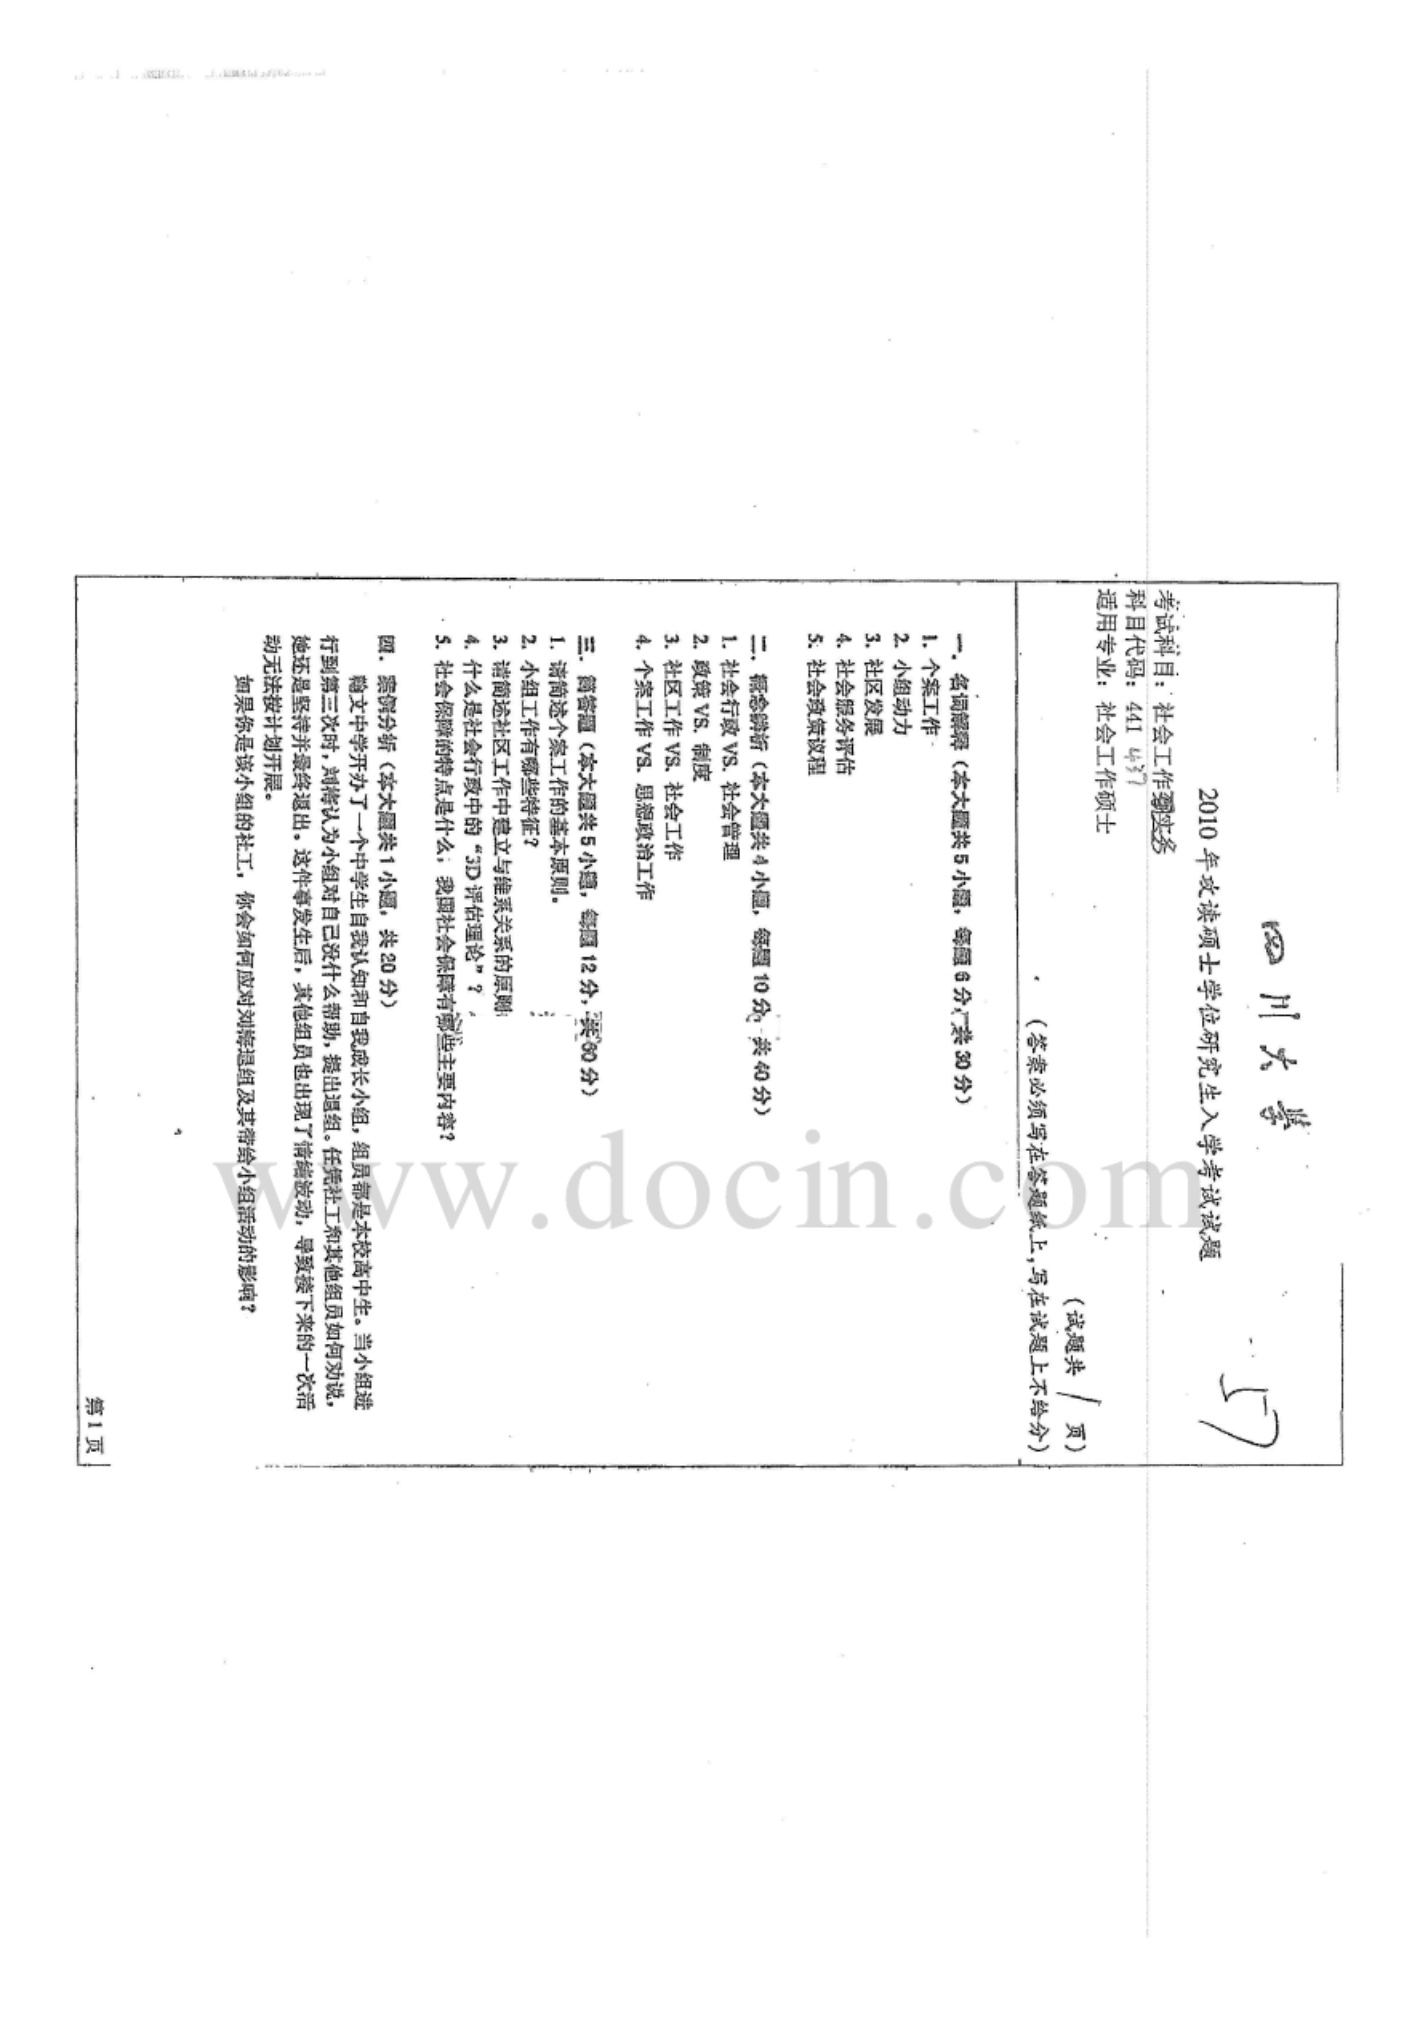 四川大学
57
2010年攻读硕士学位研究生入学考试试题
考试科目：社会工作实务
科目代码：441 437
适用专业：社会工作硕士
（试题共 1 页）
（答案必须写在答题纸上，写在试题上不给分）
一．名词解释（本大题共5小题，每题6分，共30分）
1. 个案工作
2. 小组动力
3. 社区发展
4. 社会服务评估
5. 社会政策议程
二．概念辨析（本大题共4小题，每题10分，共40分）
1. 社会行政VS. 社会管理
2. 政策VS. 制度
3. 社区工作VS. 社会工作
4. 个案工作VS. 思想政治工作
三．简答题（本大题共5小题，每题12分，共60分）
1. 请简述个案工作的基本原则。
2. 小组工作有哪些特征？
3. 请简述社区工作中建立与维系关系的原则
4. 什么是社会行政中的“3D评估理论”？
5. 社会保障的特点是什么；我国社会保障有哪些主要内容？
四．案例分析（本大题共1小题，共20分）
翰文中学开办了一个中学生自我认知和自我成长小组，组员都是本校高中生。当小组进
行到第三次时，刘梅认为小组对自己没什么帮助，提出退组。任凭社工和其他组员如何劝说，
她还是坚持并最终退出。这件事发生后，其他组员也出现了情绪波动，导致接下来的一次活
动无法按计划开展。
如果你是该小组的社工，你会如何应对刘梅退组及其带给小组活动的影响？
第1页
www.docin.com